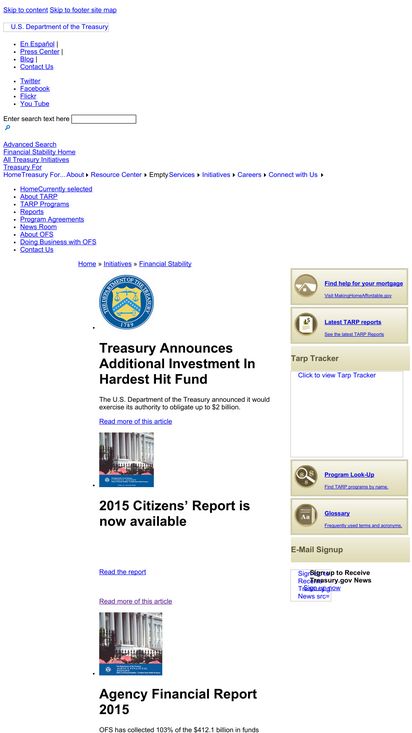 Skip to content Skip to footer site map
U.S. Department of the Treasury
En Español |
Press Center |
Blog |
Contact Us
Twitter
Facebook
Flickr
You Tube
Enter search text here
Advanced Search
Financial Stability Home
All Treasury Initiatives
Treasury For
HomeTreasury For... About Resource Center EmptyServices Initiatives Careers Connect with Us
HomeCurrently selected
About TARP
TARP Programs
Reports
Program Agreements
News Room
About OFS
Doing Business with OFS
Contact Us
Home » Initiatives » Financial Stability
THE DEPARTMENT OF THE TREASURY
1789
Treasury Announces
Additional Investment In
Hardest Hit Fund
The U.S. Department of the Treasury announced it would
exercise its authority to obligate up to $2 billion.
Read more of this article
2015 Citizens’ Report is
now available
Read the report
Read more of this article
Agency Financial Report
2015
OFS has collected 103% of the $412.1 billion in funds
Find help for your mortgage
Visit MakingHomeAffordable.gov
Latest TARP reports
See the latest TARP Reports
Tarp Tracker
Click to view Tarp Tracker
Program Look-Up
Find TARP programs by name.
Glossary
Frequently used terms and acronyms.
E-Mail Signup
Sign up to Receive
Treasury.gov News
Sign up now
News src=